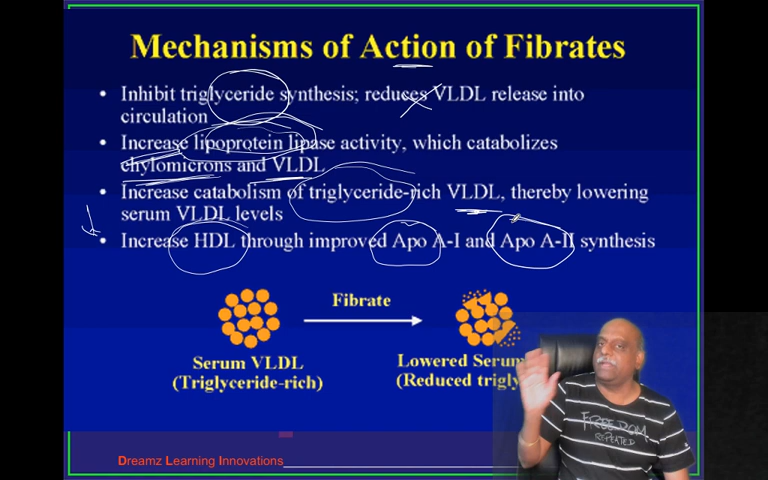 Mechanisms of Action of Fibrates
• Inhibit triglyceride synthesis; reduces VLDL release into
circulation
• Increase lipoprotein lipase activity, which catabolizes
chylomicrons and VLDL
• Increase catabolism of triglyceride-rich VLDL, thereby lowering
serum VLDL levels
• Increase HDL through improved Apo A-I and Apo A-II synthesis
Fibrate
Serum VLDL
(Triglyceride-rich)
Lowered Serum
(Reduced
FREEDOM
REPEATED
Dreamz Learning Innovations